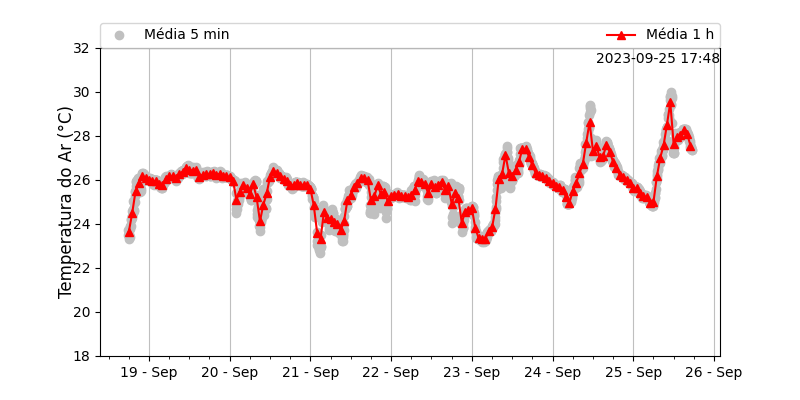 Média 5 min
Média 1 h
2023-09-25 17:48
Temperatura do Ar (°C)
32
30
28
26
24
22
20
18
19 - Sep
20 - Sep
21 - Sep
22 - Sep
23 - Sep
24 - Sep
25 - Sep
26 - Sep